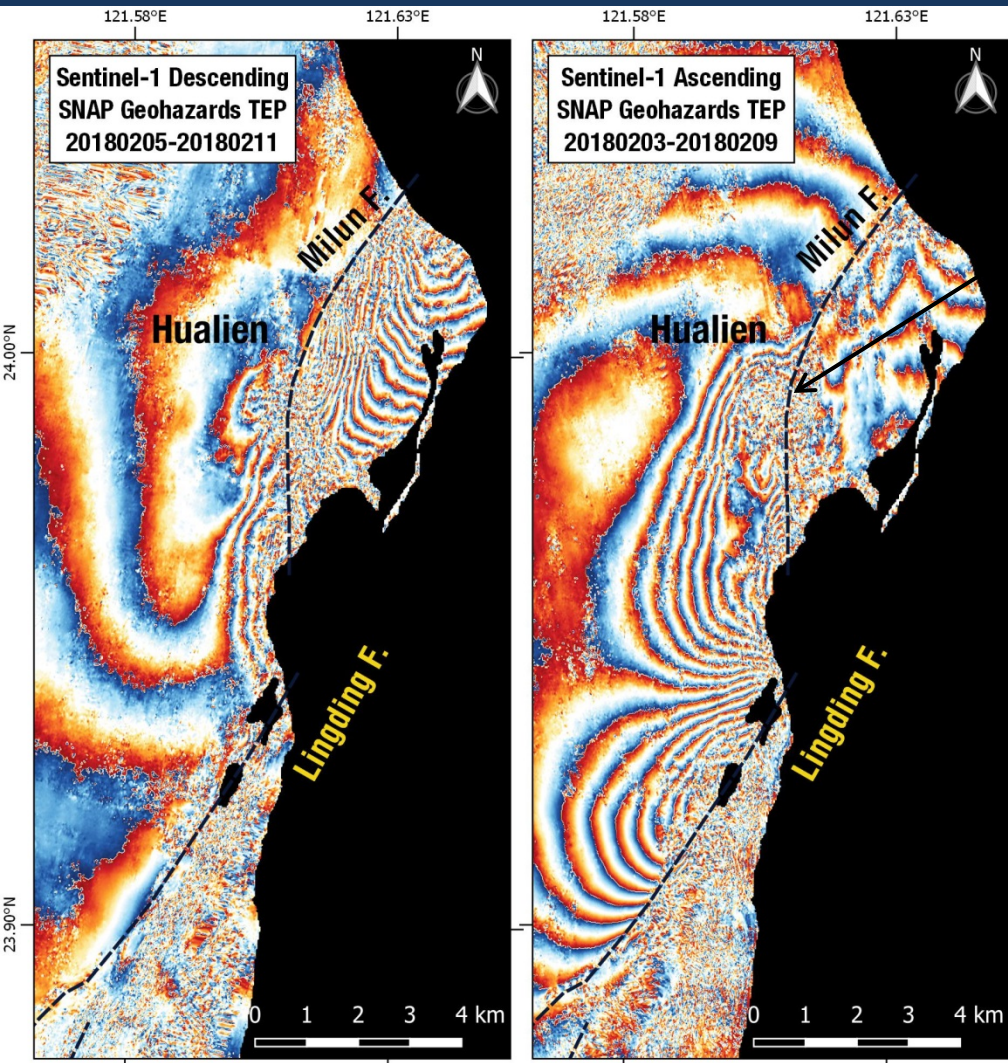 121.58°E
121.63°E
121.58°E
121.63°E
Sentinel-1 Descending
SNAP Geohazards TEP
20180205-20180211
N
Sentinel-1 Ascending
SNAP Geohazards TEP
20180203-20180209
N
Milun F.
Milun F.
Hualien
Hualien
24.00°N
Lingding F.
Lingding F.
23.90°N
0 1 2 3 4 km
0 1 2 3 4 km